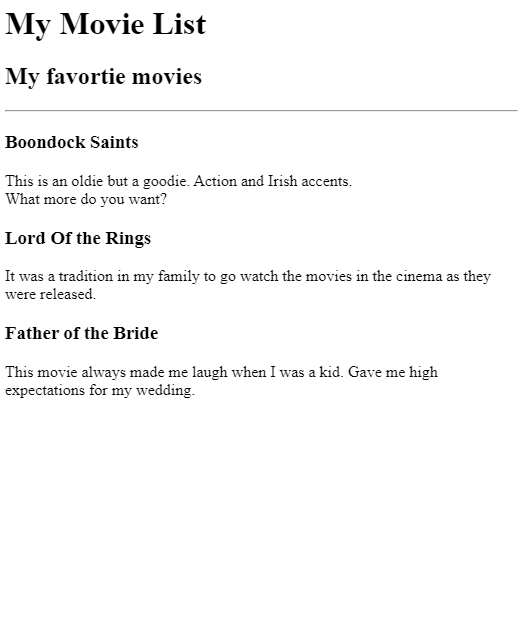 My Movie List
My favortie movies
Boondock Saints
This is an oldie but a goodie. Action and Irish accents.
What more do you want?
Lord Of the Rings
It was a tradition in my family to go watch the movies in the cinema as they
were released.
Father of the Bride
This movie always made me laugh when I was a kid. Gave me high
expectations for my wedding.